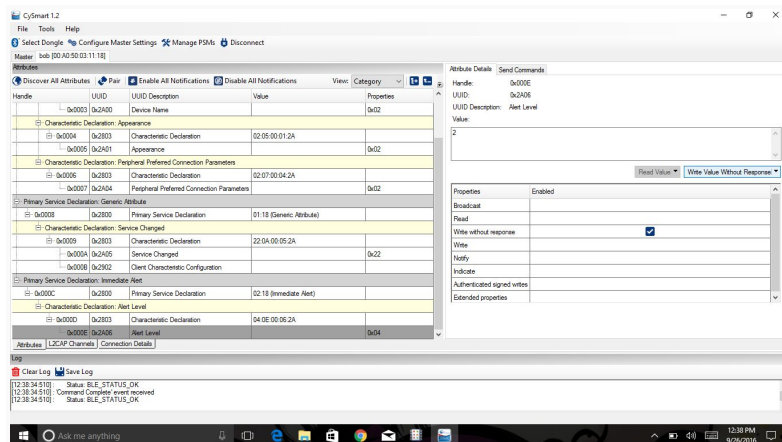 CySmart 1.2
File Tools Help
Select Dongle Configure Master Settings Manage PSMs Disconnect
Master bob [00:A0:50:03:11:18]
Attributes
Discover All Attributes Pair Enable All Notifications Disable All Notifications View: Category
Handle UUID UUID Description Value Properties
0x0003 0x2A00 Device Name 0x02
Characteristic Declaration: Appearance
0x0004 0x2803 Characteristic Declaration 02:05:00:01:2A
0x0005 0x2A01 Appearance 0x02
Characteristic Declaration: Peripheral Preferred Connection Parameters
0x0006 0x2803 Characteristic Declaration 02:07:00:04:2A
0x0007 0x2A04 Peripheral Preferred Connection Parameters 0x02
Primary Service Declaration: Generic Attribute
0x0008 0x2800 Primary Service Declaration 01:18 (Generic Attribute)
Characteristic Declaration: Service Changed
0x0009 0x2803 Characteristic Declaration 22:0A:00:05:2A
0x000A 0x2A05 Service Changed 0x22
0x000B 0x2902 Client Characteristic Configuration
Primary Service Declaration: Immediate Alert
0x000C 0x2800 Primary Service Declaration 02:18 (Immediate Alert)
Characteristic Declaration: Alert Level
0x000D 0x2803 Characteristic Declaration 04:0E:00:06:2A
0x000E 0x2A06 Alert Level 0x04
Attributes L2CAP Channels Connection Details
Attribute Details Send Commands
Handle: 0x000E
UUID: 0x2A06
UUID Description: Alert Level
Value:
2
Read Value Write Value Without Response
Properties Enabled
Broadcast
Read
Write without response
Write
Notify
Indicate
Authenticated signed writes
Extended properties
Log
Clear Log Save Log
[12:38:34:510] : Status: BLE_STATUS_OK
[12:38:34:510] : 'Command Complete' event received
[12:38:34:510] : Status: BLE_STATUS_OK
Ask me anything
12:38 PM
9/26/2016